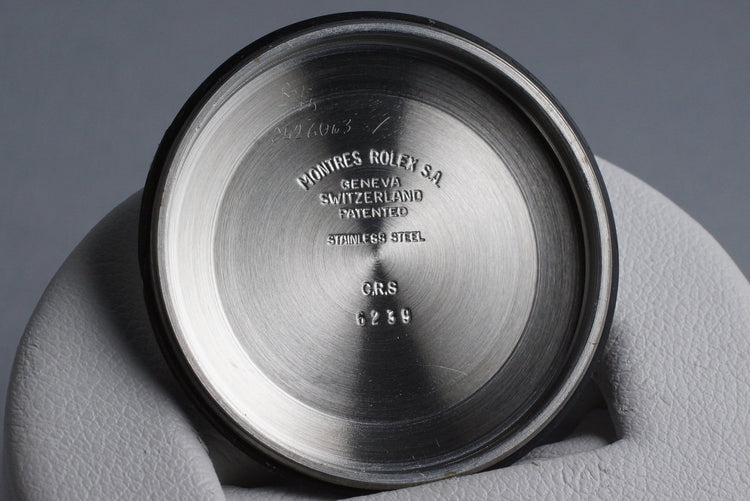 MONTRES ROLEX S.A.
GENEVA
SWITZERLAND
PATENTED
STAINLESS STEEL
C.R.S
6239